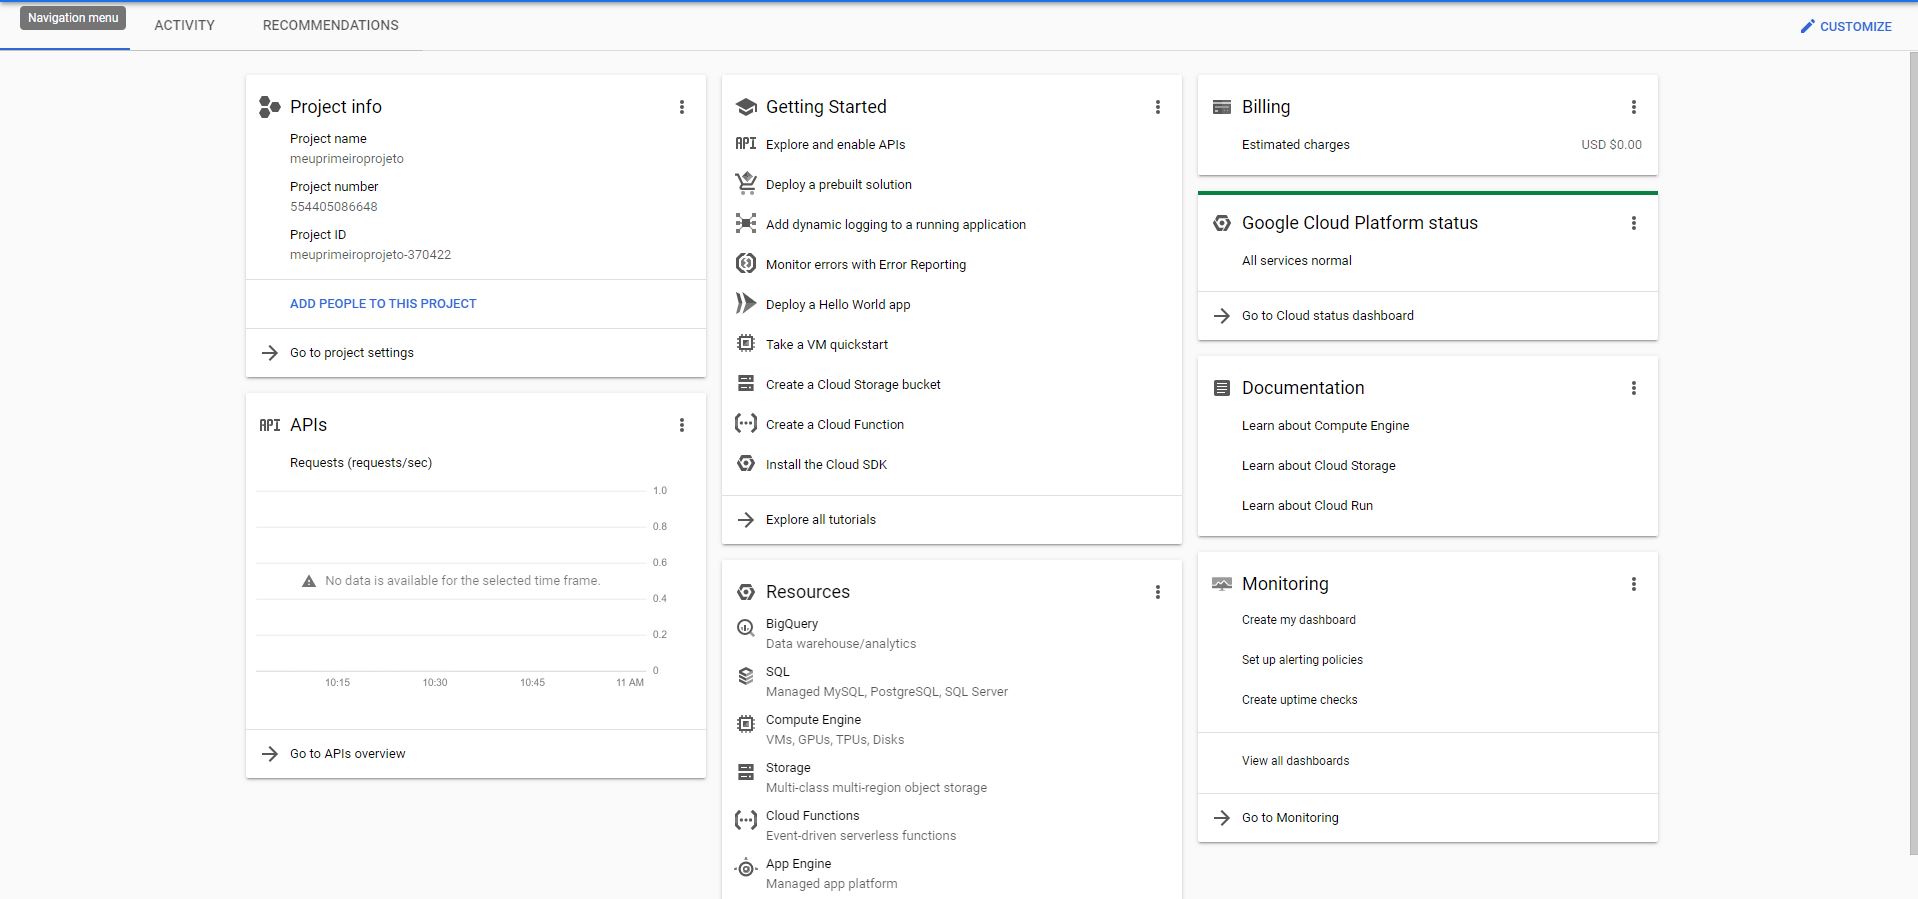 Navigation menu
ACTIVITY
RECOMMENDATIONS
CUSTOMIZE
Project info
Project name
meuprimeiroprojeto
Project number
554405086648
Project ID
meuprimeiroprojeto-370422
ADD PEOPLE TO THIS PROJECT
Go to project settings
API APIs
Requests (requests/sec)
1.0
0.8
0.6
No data is available for the selected time frame.
0.4
0.2
0
10:15 10:30 10:45 11 AM
Go to APIs overview
Getting Started
API Explore and enable APIs
Deploy a prebuilt solution
Add dynamic logging to a running application
Monitor errors with Error Reporting
Deploy a Hello World app
Take a VM quickstart
Create a Cloud Storage bucket
Create a Cloud Function
Install the Cloud SDK
Explore all tutorials
Resources
BigQuery
Data warehouse/analytics
SQL
Managed MySQL, PostgreSQL, SQL Server
Compute Engine
VMs, GPUs, TPUs, Disks
Storage
Multi-class multi-region object storage
Cloud Functions
Event-driven serverless functions
App Engine
Managed app platform
Billing
Estimated charges USD $0.00
Google Cloud Platform status
All services normal
Go to Cloud status dashboard
Documentation
Learn about Compute Engine
Learn about Cloud Storage
Learn about Cloud Run
Monitoring
Create my dashboard
Set up alerting policies
Create uptime checks
View all dashboards
Go to Monitoring